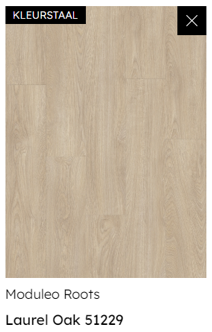 KLEURSTAAL
Moduleo Roots
Laurel Oak 51229